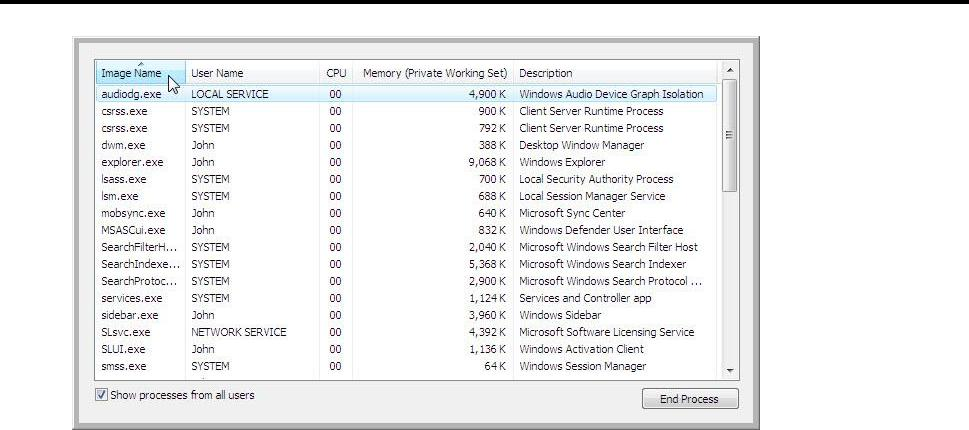 Image Name User Name CPU Memory (Private Working Set) Description
audiodg.exe LOCAL SERVICE 00 4,900 K Windows Audio Device Graph Isolation
csrss.exe SYSTEM 00 900 K Client Server Runtime Process
csrss.exe SYSTEM 00 792 K Client Server Runtime Process
dwm.exe John 00 388 K Desktop Window Manager
explorer.exe John 00 9,068 K Windows Explorer
lsass.exe SYSTEM 00 700 K Local Security Authority Process
lsm.exe SYSTEM 00 688 K Local Session Manager Service
mobsync.exe John 00 640 K Microsoft Sync Center
MSASCui.exe John 00 832 K Windows Defender User Interface
SearchFilterH... SYSTEM 00 2,040 K Microsoft Windows Search Filter Host
SearchIndexe... SYSTEM 00 5,368 K Microsoft Windows Search Indexer
SearchProtoc... SYSTEM 00 2,900 K Microsoft Windows Search Protocol ...
services.exe SYSTEM 00 1,124 K Services and Controller app
sidebar.exe John 00 3,960 K Windows Sidebar
SLsvc.exe NETWORK SERVICE 00 4,392 K Microsoft Software Licensing Service
SLUI.exe John 00 1,136 K Windows Activation Client
smss.exe SYSTEM 00 64 K Windows Session Manager
Show processes from all users
End Process